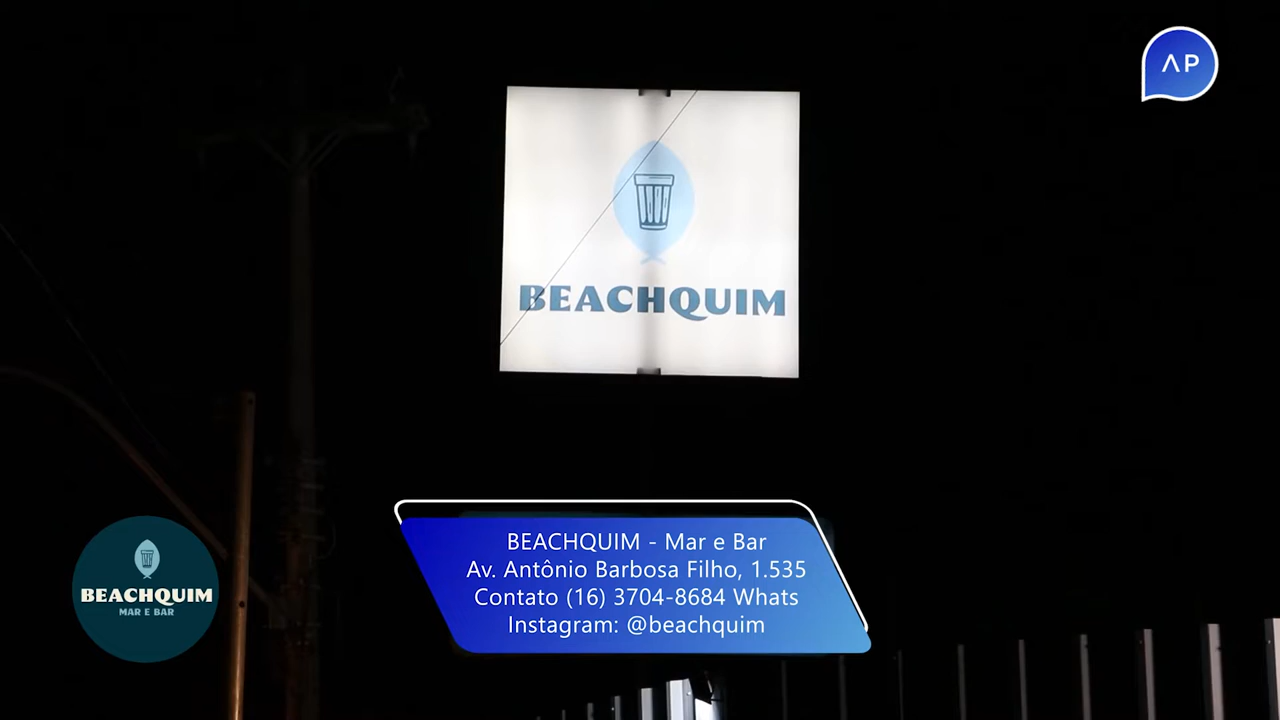 AP
BEACHQUIM
BEACHQUIM - Mar e Bar
Av. Antônio Barbosa Filho, 1.535
Contato (16) 3704-8684 Whats
Instagram: @beachquim
BEACHQUIM
MAR E BAR